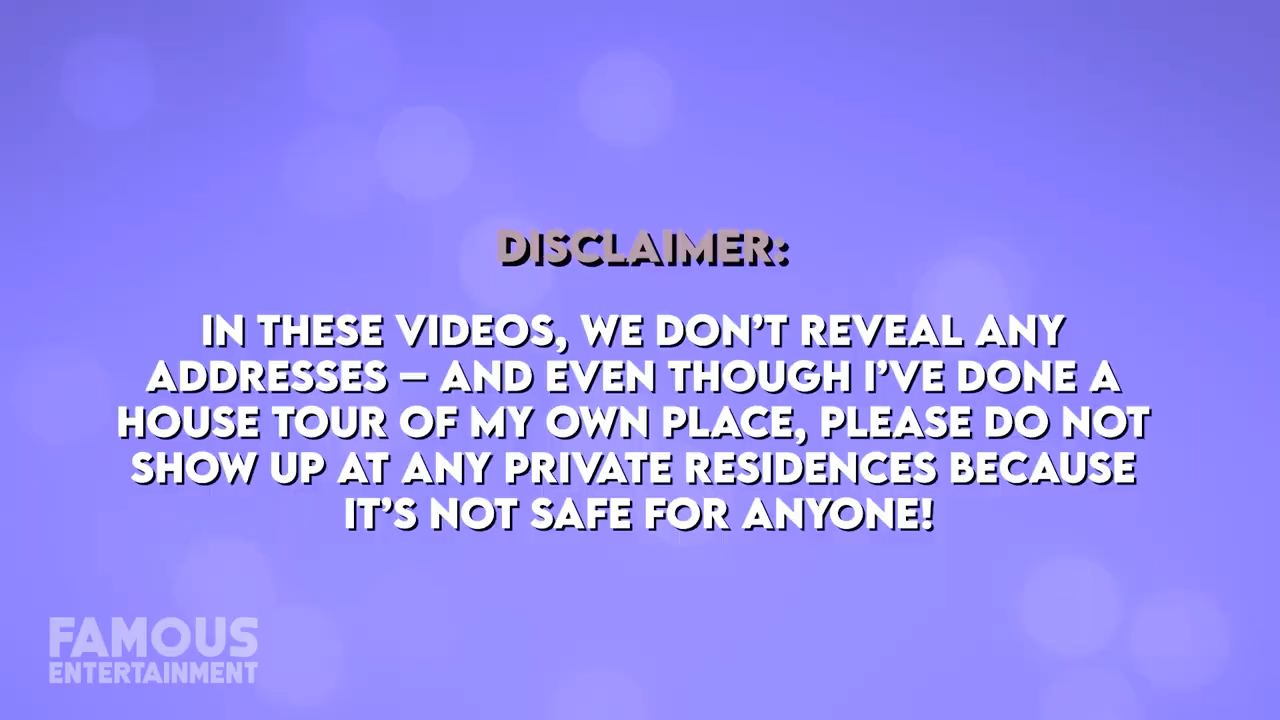 DISCLAIMER:
IN THESE VIDEOS, WE DON'T REVEAL ANY
ADDRESSES – AND EVEN THOUGH I'VE DONE A
HOUSE TOUR OF MY OWN PLACE, PLEASE DO NOT
SHOW UP AT ANY PRIVATE RESIDENCES BECAUSE
IT'S NOT SAFE FOR ANYONE!
FAMOUS
ENTERTAINMENT